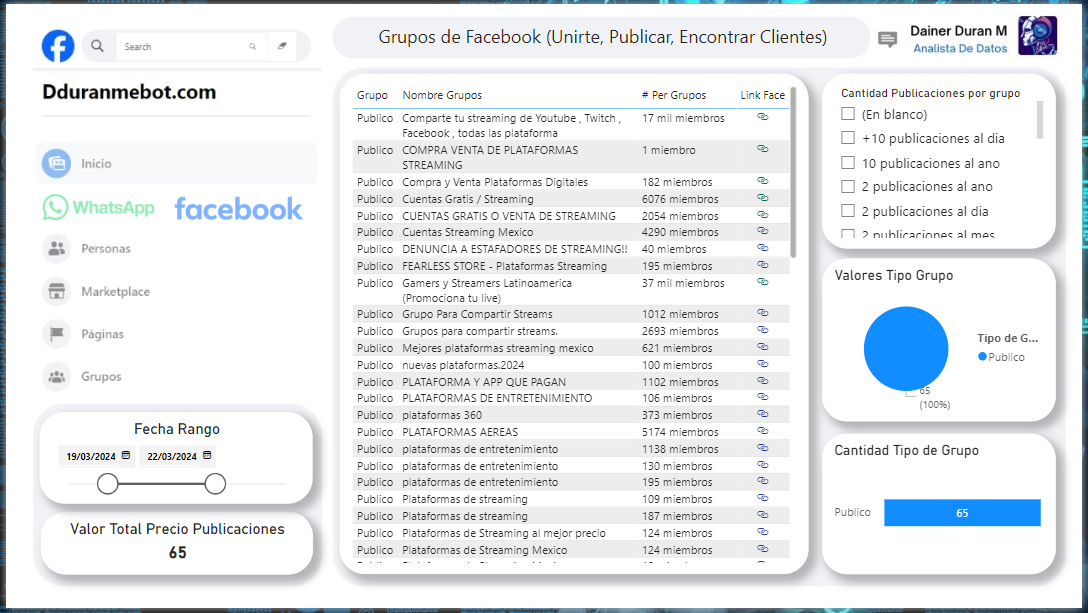 Search
Dduranmebot.com
Inicio
WhatsApp facebook
Personas
Marketplace
Páginas
Grupos
Fecha Rango
19/03/2024 22/03/2024
Valor Total Precio Publicaciones
65
Grupos de Facebook (Unirte, Publicar, Encontrar Clientes)
Dainer Duran M
Analista De Datos
Grupo Nombre Grupos # Per Grupos Link Face
Publico Comparte tu streaming de Youtube , Twitch , 17 mil miembros
Facebook , todas las plataforma
Publico COMPRA VENTA DE PLATAFORMAS 1 miembro
STREAMING
Publico Compra y Venta Plataformas Digitales 182 miembros
Publico Cuentas Gratis / Streaming 6076 miembros
Publico CUENTAS GRATIS O VENTA DE STREAMING 2054 miembros
Publico Cuentas Streaming Mexico 4290 miembros
Publico DENUNCIA A ESTAFADORES DE STREAMING!! 40 miembros
Publico FEARLESS STORE - Plataformas Streaming 195 miembros
Publico Gamers y Streamers Latinoamerica 37 mil miembros
(Promociona tu live)
Publico Grupo Para Compartir Streams 1012 miembros
Publico Grupos para compartir streams. 2693 miembros
Publico Mejores plataformas streaming mexico 621 miembros
Publico nuevas plataformas.2024 100 miembros
Publico PLATAFORMA Y APP QUE PAGAN 1102 miembros
Publico PLATAFORMAS DE ENTRETENIMIENTO 106 miembros
Publico plataformas 360 373 miembros
Publico PLATAFORMAS AEREAS 5174 miembros
Publico plataformas de entretenimiento 1138 miembros
Publico plataformas de entretenimiento 130 miembros
Publico plataformas de entretenimiento 195 miembros
Publico Plataformas de streaming 109 miembros
Publico Plataformas de streaming 187 miembros
Publico Plataformas de Streaming al mejor precio 124 miembros
Publico Plataformas de Streaming Mexico 124 miembros
Cantidad Publicaciones por grupo
(En blanco)
+10 publicaciones al dia
10 publicaciones al ano
2 publicaciones al ano
2 publicaciones al dia
2 publicaciones al mes
Valores Tipo Grupo
Tipo de G...
Publico
65
(100%)
Cantidad Tipo de Grupo
Publico 65